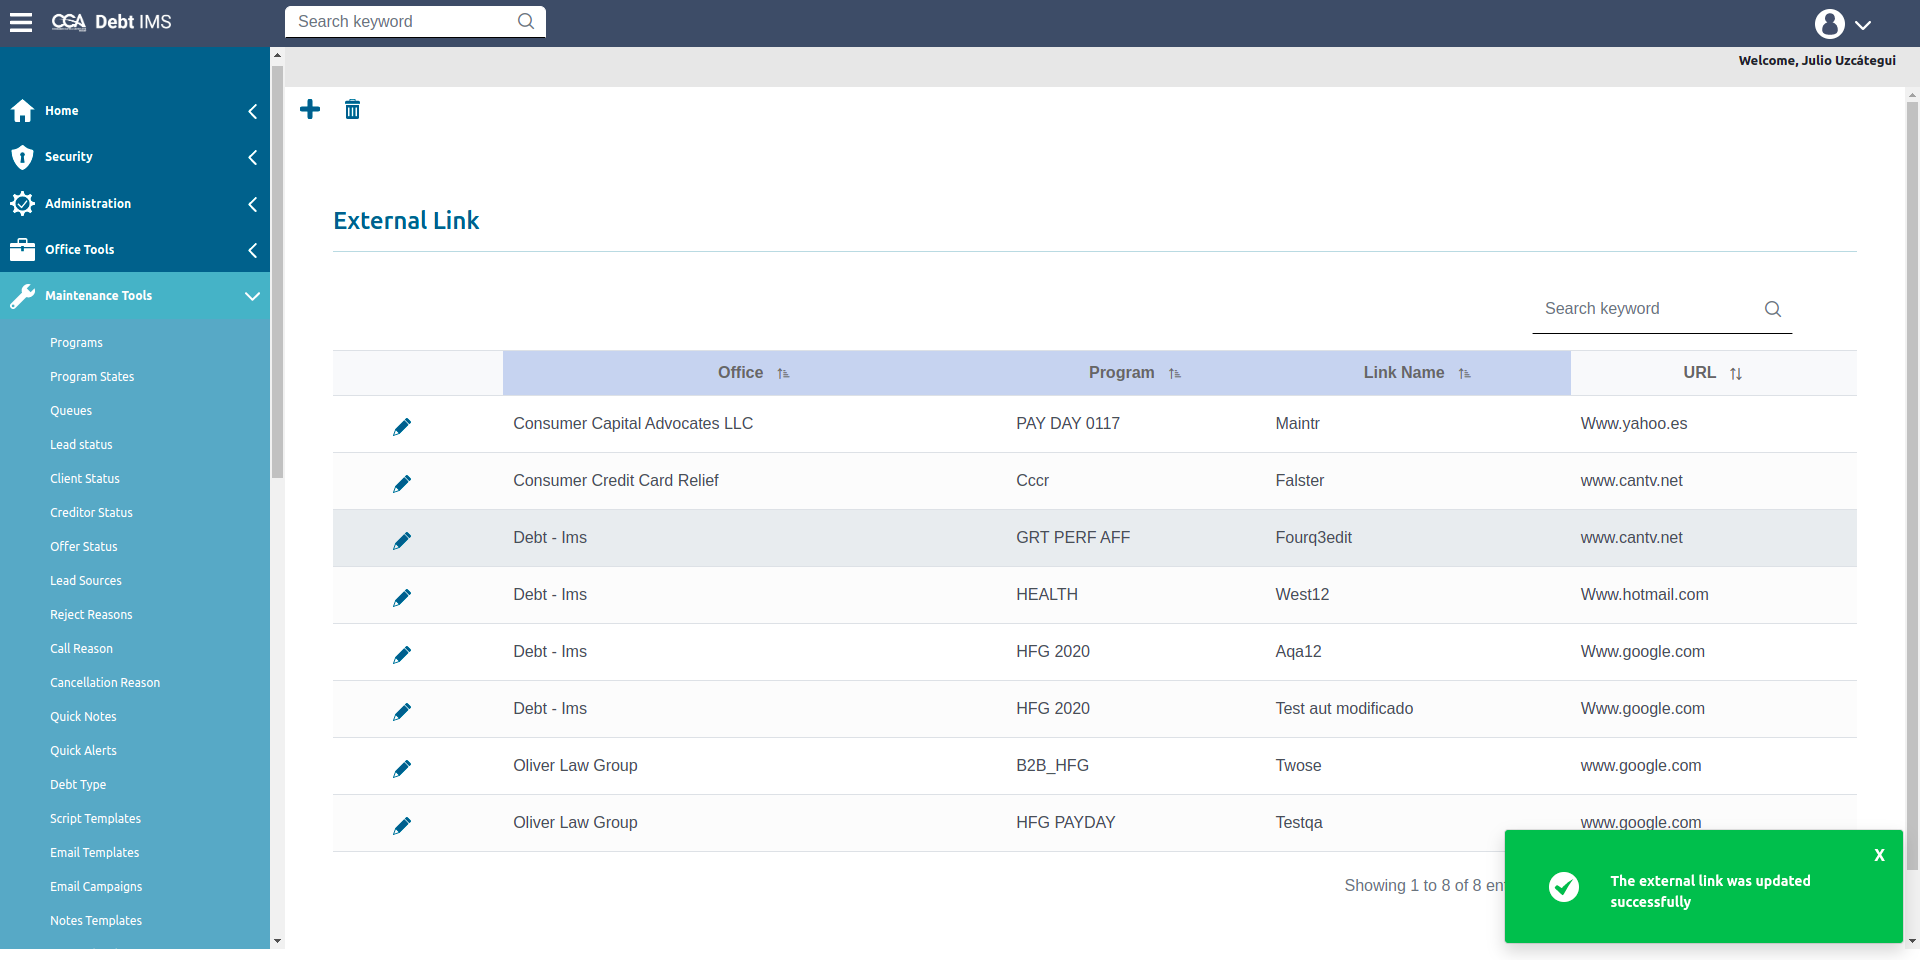 CGA Debt IMS
Search keyword
Welcome, Julio Uzcátegui
Home
Security
Administration
Office Tools
Maintenance Tools
Programs
Program States
Queues
Lead status
Client Status
Creditor Status
Offer Status
Lead Sources
Reject Reasons
Call Reason
Cancellation Reason
Quick Notes
Quick Alerts
Debt Type
Script Templates
Email Templates
Email Campaigns
Notes Templates
External Link
Search keyword
Office Program Link Name URL
Consumer Capital Advocates LLC PAY DAY 0117 Maintr Www.yahoo.es
Consumer Credit Card Relief Cccr Falster www.cantv.net
Debt - Ims GRT PERF AFF Fourq3edit www.cantv.net
Debt - Ims HEALTH West12 Www.hotmail.com
Debt - Ims HFG 2020 Aqa12 Www.google.com
Debt - Ims HFG 2020 Test aut modificado Www.google.com
Oliver Law Group B2B_HFG Twose www.google.com
Oliver Law Group HFG PAYDAY Testqa www.google.com
Showing 1 to 8 of 8
X
The external link was updated
successfully